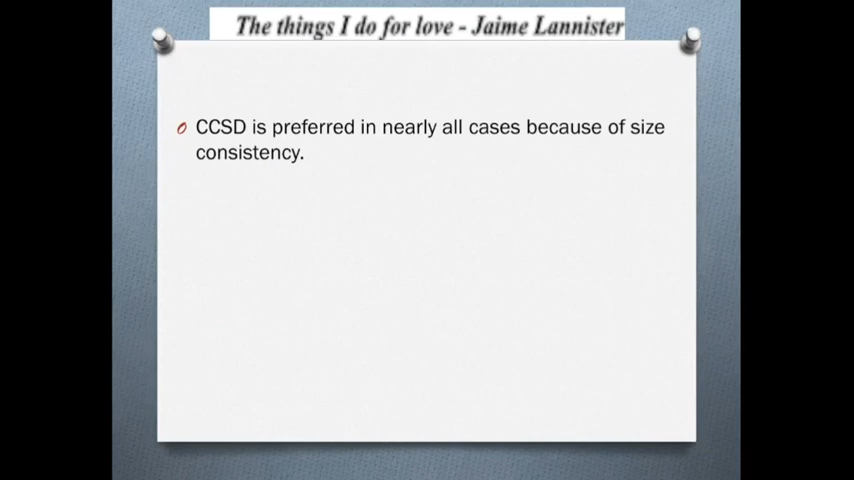 The things I do for love - Jaime Lannister
CCSD is preferred in nearly all cases because of size
consistency.